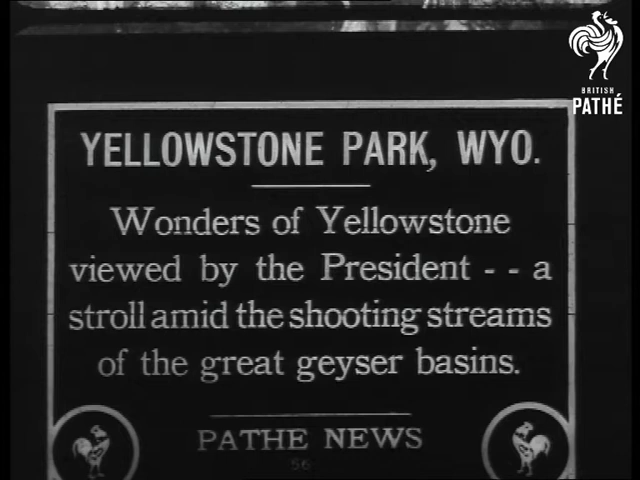 BRITISH
PATHÉ
YELLOWSTONE PARK, WYO.
Wonders of Yellowstone
viewed by the President -- a
stroll amid the shooting streams
of the great geyser basins.
PATHE NEWS
56